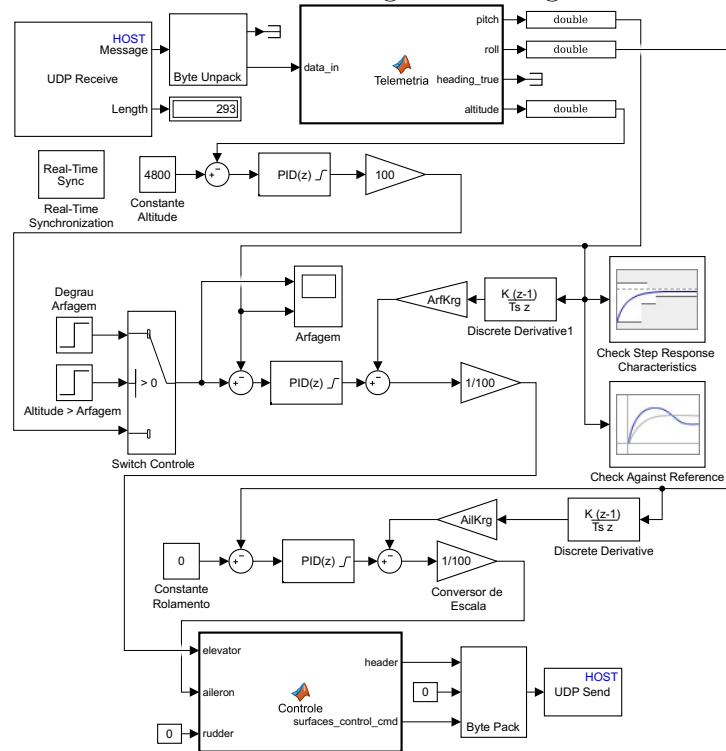 HOST
Message
UDP Receive
Length
Byte Unpack
293
data_in
Telemetria
pitch
roll
heading_true
altitude
double
double
double
Real-Time
Sync
Real-Time
Synchronization
4800
Constante
Altitude
+
−
PID(z)
100
Degrau
Arfagem
Altitude > Arfagem
> 0
Switch Controle
Arfagem
ArfKrg
K (z-1)
Ts z
Discrete Derivative1
Check Step Response
Characteristics
+
−
PID(z)
+
−
1/100
Check Against Reference
AilKrg
K (z-1)
Ts z
Discrete Derivative
0
Constante
Rolamento
+
−
PID(z)
+
−
1/100
Conversor de
Escala
elevator
aileron
rudder
0
Controle
header
surfaces_control_cmd
0
Byte Pack
HOST
UDP Send